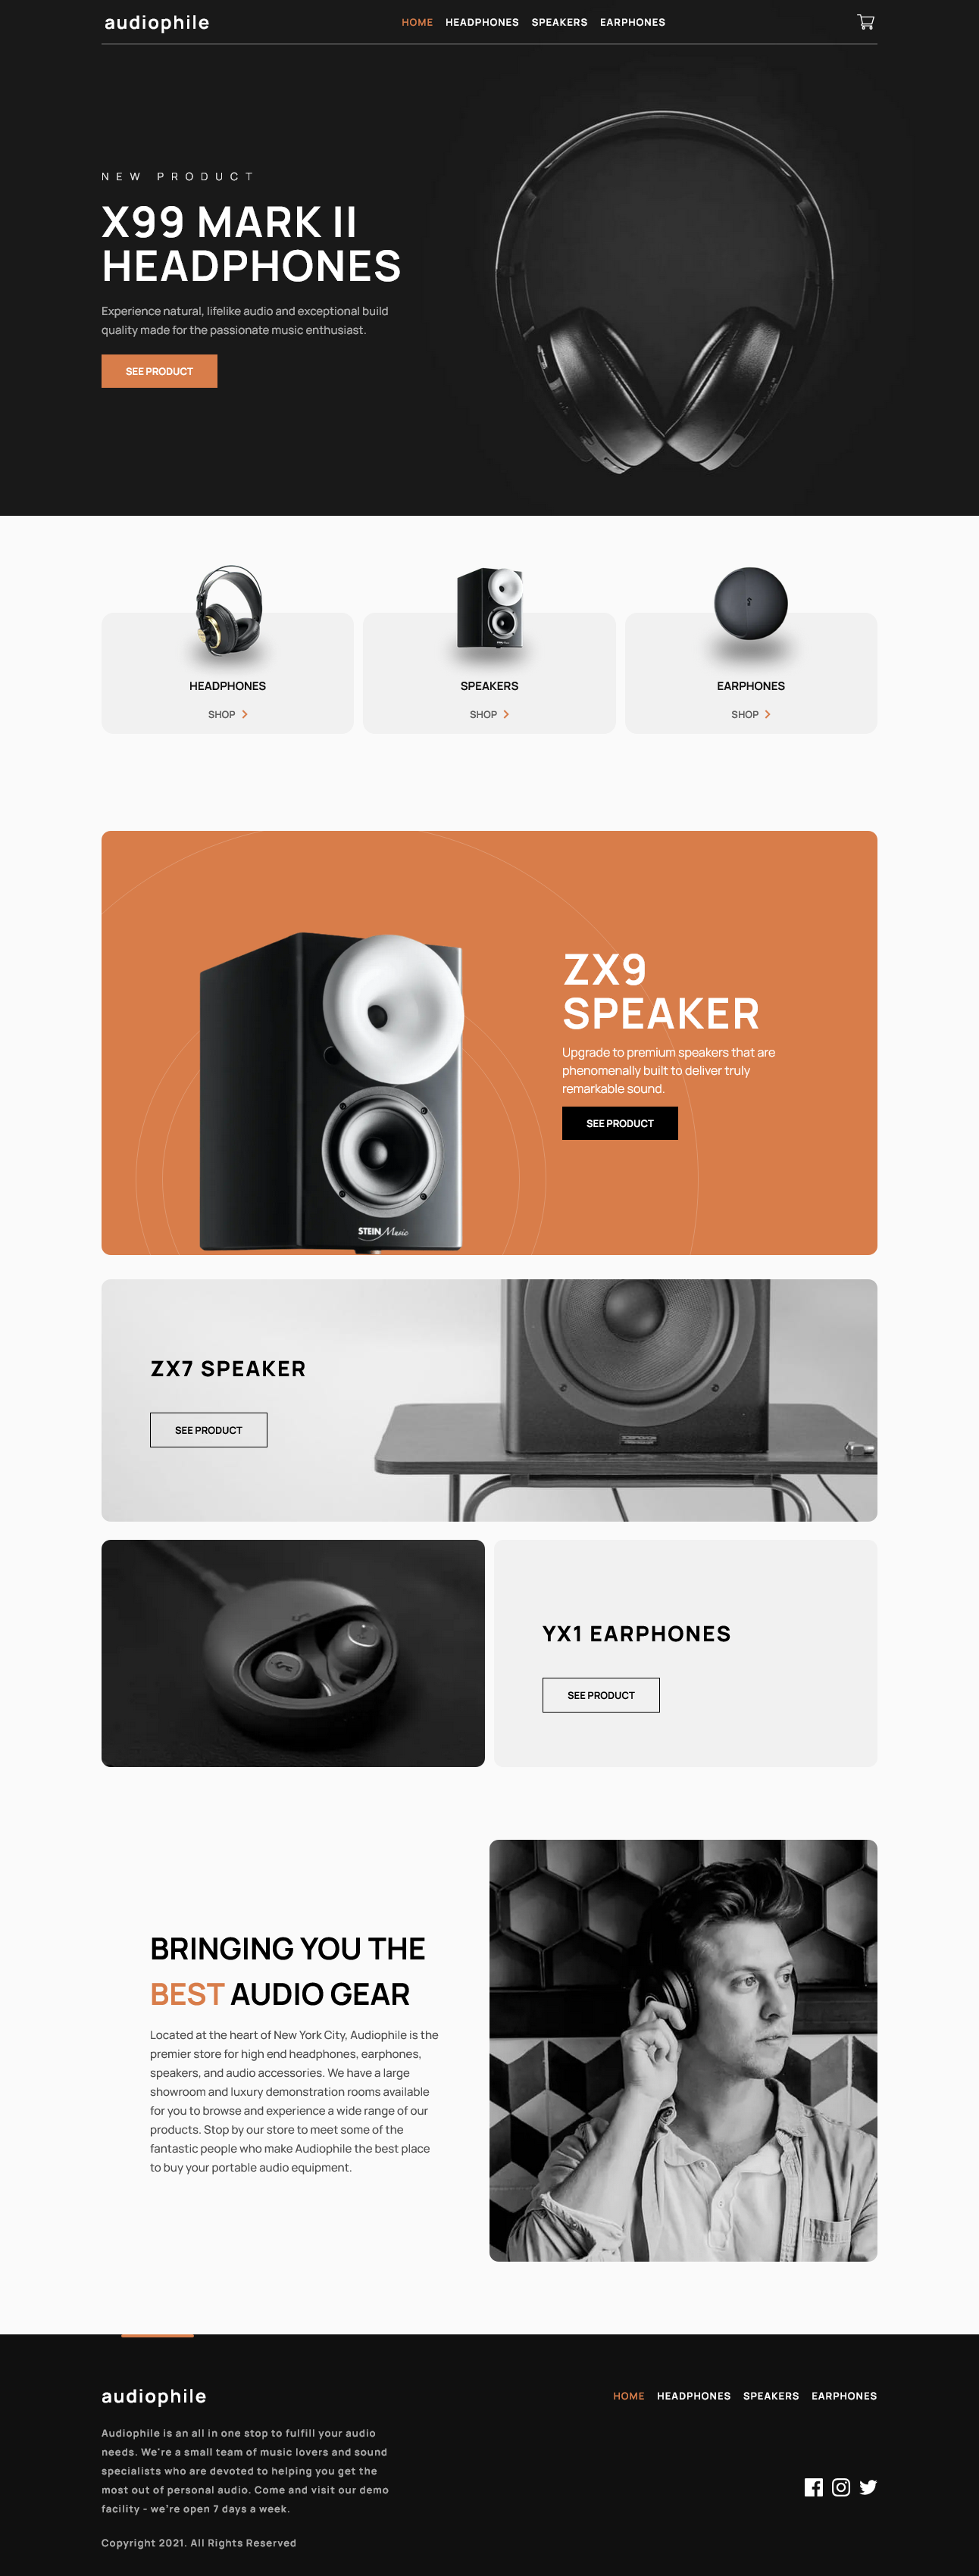 audiophile
HOME HEADPHONES SPEAKERS EARPHONES
NEW PRODUCT
X99 MARK II
HEADPHONES
Experience natural, lifelike audio and exceptional build
quality made for the passionate music enthusiast.
SEE PRODUCT
HEADPHONES
SHOP
SPEAKERS
SHOP
EARPHONES
SHOP
ZX9
SPEAKER
Upgrade to premium speakers that are
phenomenally built to deliver truly
remarkable sound.
SEE PRODUCT
STEIN Music
ZX7 SPEAKER
SEE PRODUCT
YX1 EARPHONES
SEE PRODUCT
BRINGING YOU THE
BEST AUDIO GEAR
Located at the heart of New York City, Audiophile is the
premier store for high end headphones, earphones,
speakers, and audio accessories. We have a large
showroom and luxury demonstration rooms available
for you to browse and experience a wide range of our
products. Stop by our store to meet some of the
fantastic people who make Audiophile the best place
to buy your portable audio equipment.
audiophile
HOME HEADPHONES SPEAKERS EARPHONES
Audiophile is an all in one stop to fulfill your audio
needs. We're a small team of music lovers and sound
specialists who are devoted to helping you get the
most out of personal audio. Come and visit our demo
facility - we're open 7 days a week.
Copyright 2021. All Rights Reserved